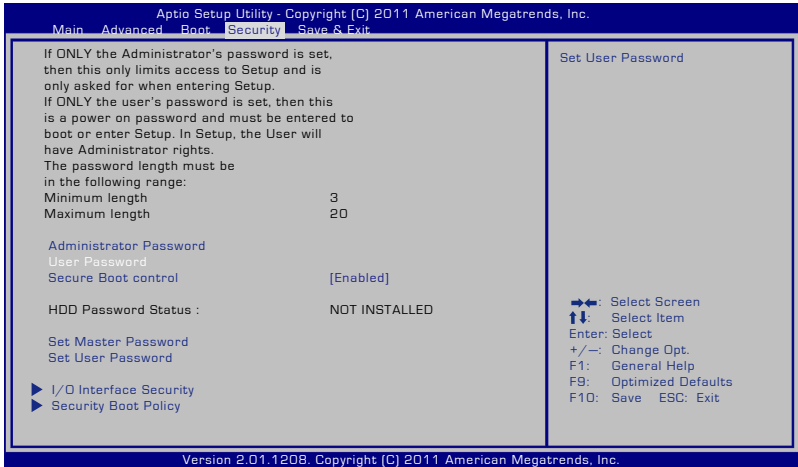 Aptio Setup Utility - Copyright (C) 2011 American Megatrends, Inc.
Main Advanced Boot Security Save & Exit
If ONLY the Administrator's password is set,
then this only limits access to Setup and is
only asked for when entering Setup.
If ONLY the user's password is set, then this
is a power on password and must be entered to
boot or enter Setup. In Setup, the User will
have Administrator rights.
The password length must be
in the following range:
Minimum length 3
Maximum length 20
Administrator Password
User Password
Secure Boot control [Enabled]
HDD Password Status : NOT INSTALLED
Set Master Password
Set User Password
I/O Interface Security
Security Boot Policy
Set User Password
→←: Select Screen
↑↓: Select Item
Enter: Select
+/—: Change Opt.
F1: General Help
F9: Optimized Defaults
F10: Save ESC: Exit
Version 2.01.1208. Copyright (C) 2011 American Megatrends, Inc.